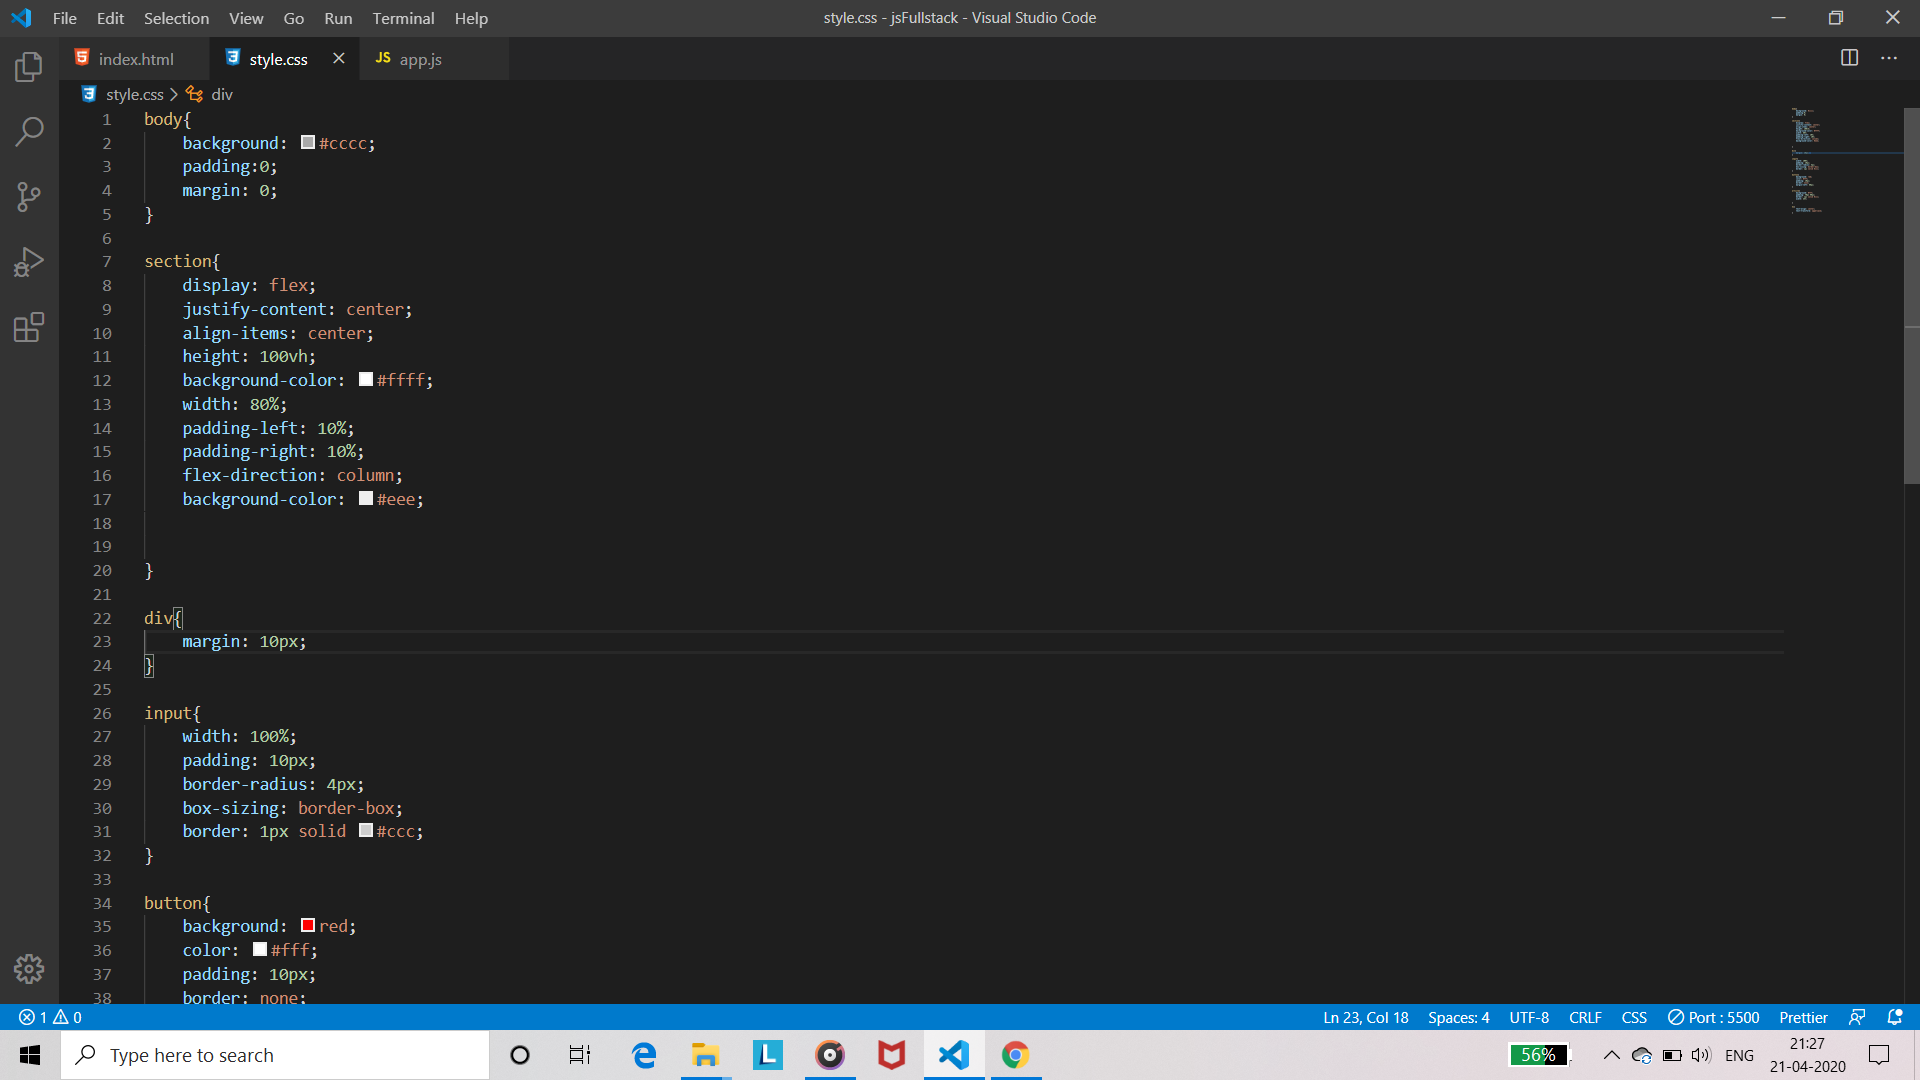 File Edit Selection View Go Run Terminal Help style.css - jsFullstack - Visual Studio Code
index.html style.css JS app.js
style.css > div
1 body{
2     background: #cccc;
3     padding:0;
4     margin: 0;
5 }
6
7 section{
8     display: flex;
9     justify-content: center;
10     align-items: center;
11     height: 100vh;
12     background-color: #ffff;
13     width: 80%;
14     padding-left: 10%;
15     padding-right: 10%;
16     flex-direction: column;
17     background-color: #eee;
18
19
20 }
21
22 div{
23     margin: 10px;
24 }
25
26 input{
27     width: 100%;
28     padding: 10px;
29     border-radius: 4px;
30     box-sizing: border-box;
31     border: 1px solid #ccc;
32 }
33
34 button{
35     background: red;
36     color: #fff;
37     padding: 10px;
38     border: none;
1 0 Ln 23, Col 18 Spaces: 4 UTF-8 CRLF CSS Port : 5500 Prettier
Type here to search L 56% ENG 21:27
21-04-2020